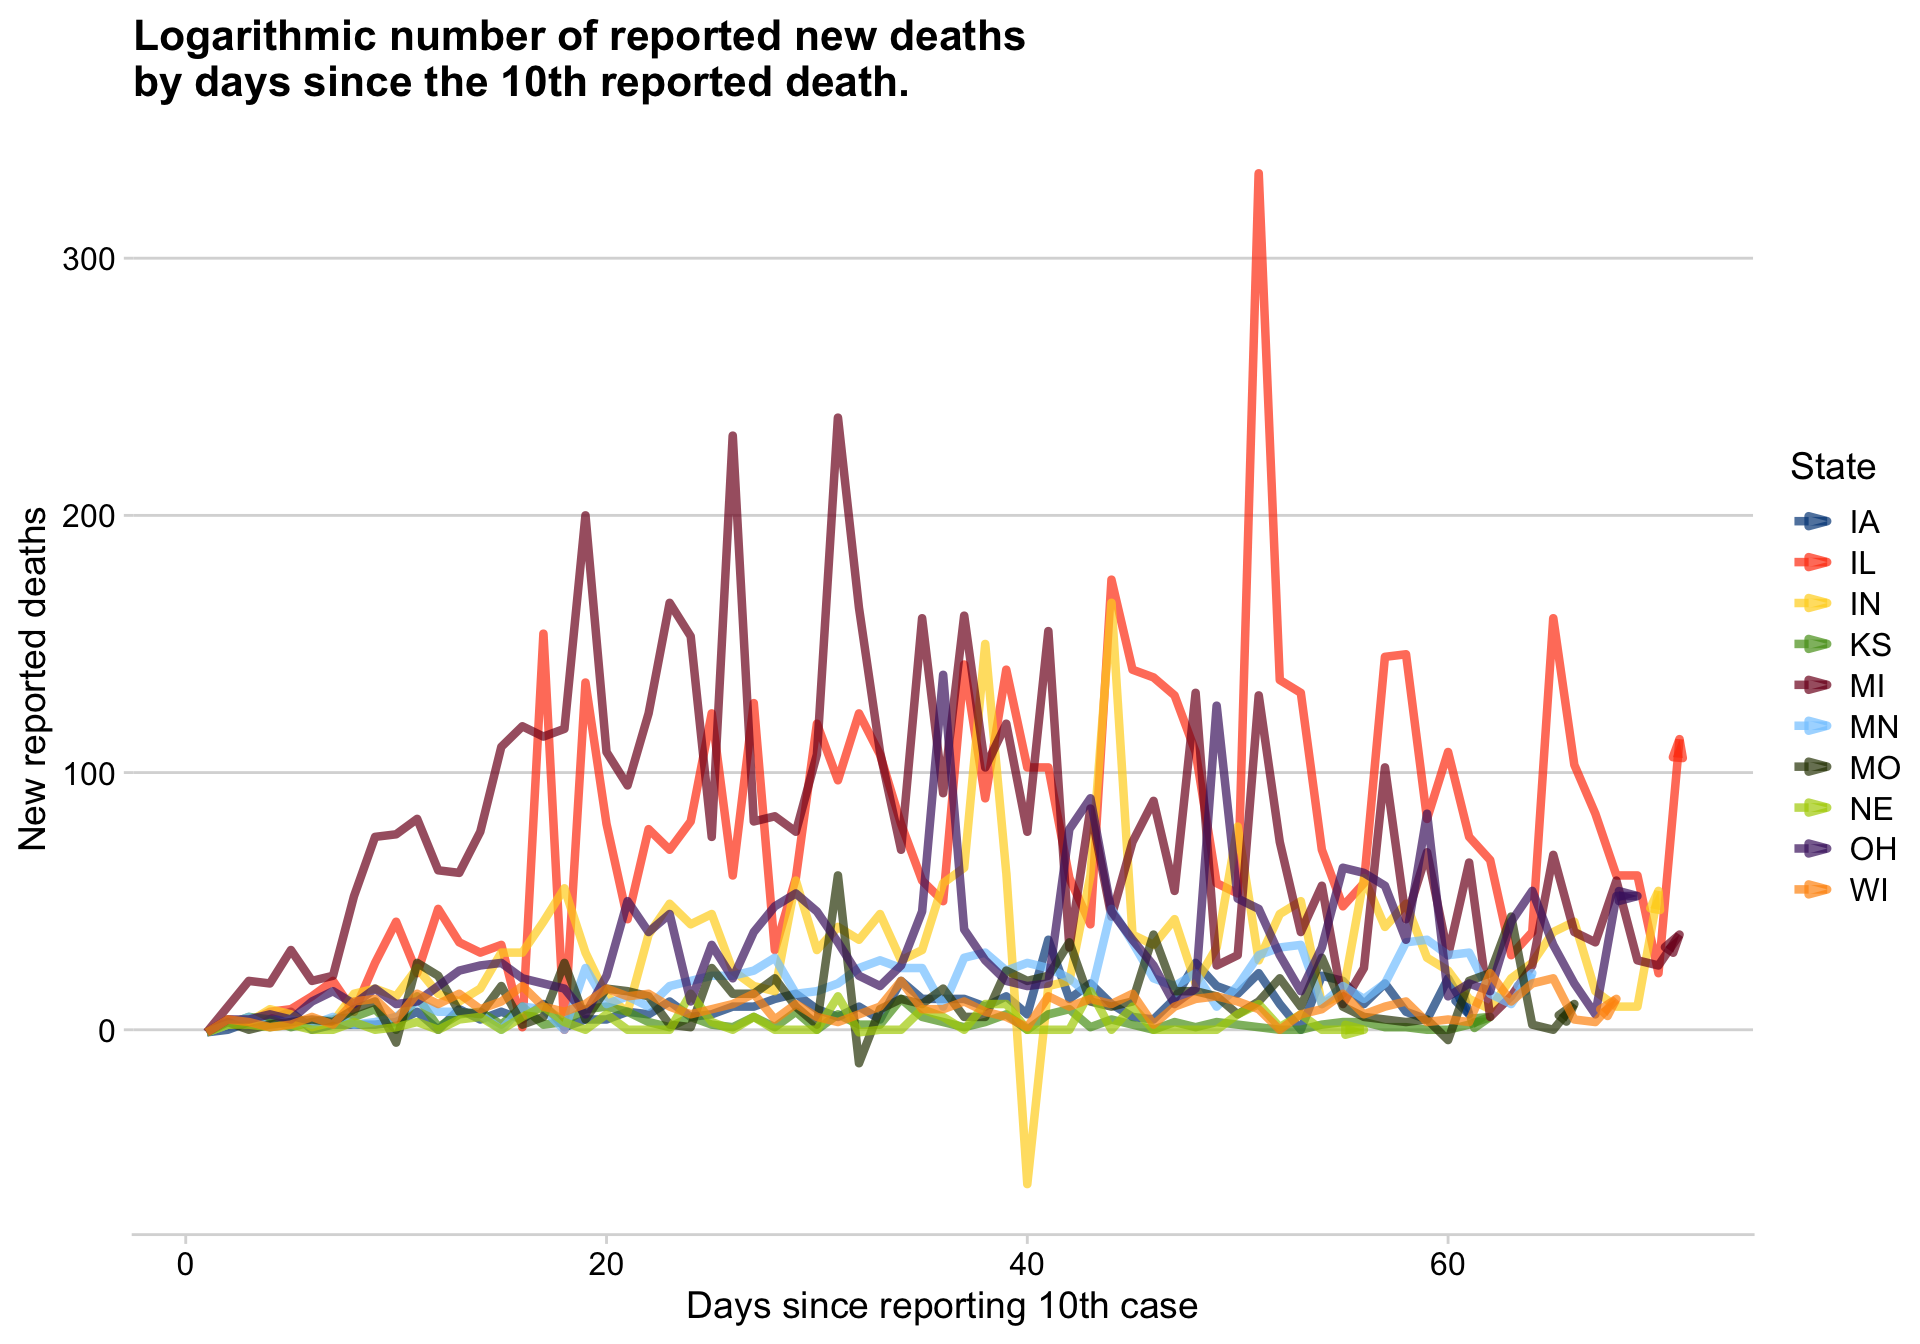 Logarithmic number of reported new deaths
by days since the 10th reported death.
300
200
100
0
New reported deaths
0 20 40 60
Days since reporting 10th case
State
IA
IL
IN
KS
MI
MN
MO
NE
OH
WI